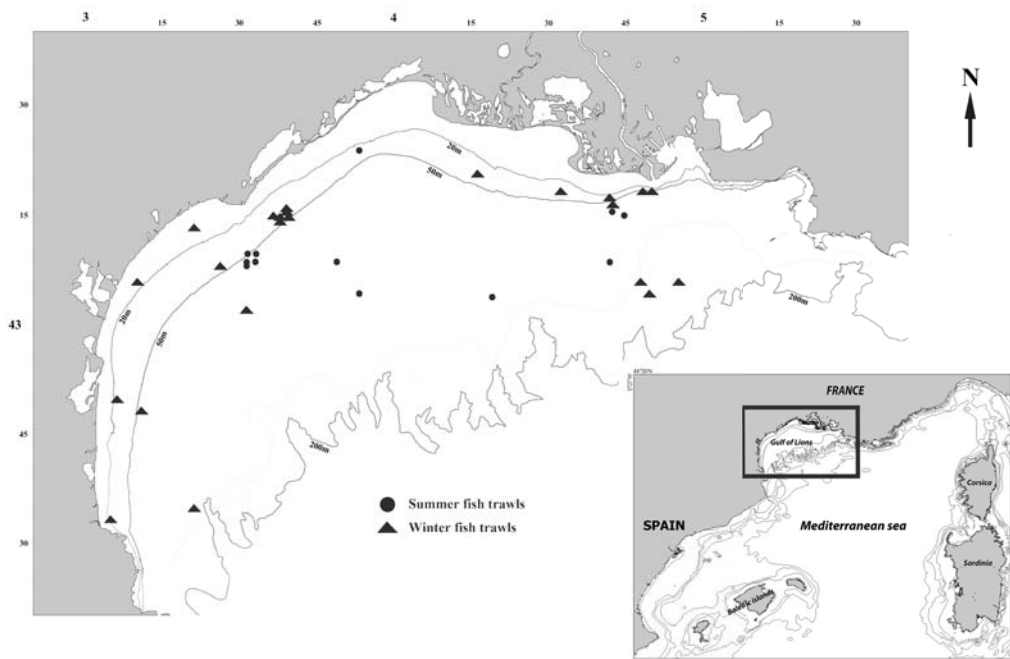 3 15 30 45 4 15 30 45 5 15 30
N
30
20m
50m
15
200m
43
20m
50m
FRANCE
Gulf of Lions
45
200m
Corsica
Summer fish trawls
Winter fish trawls
SPAIN
Mediterranean sea
30
Sardinia
Balearic islands